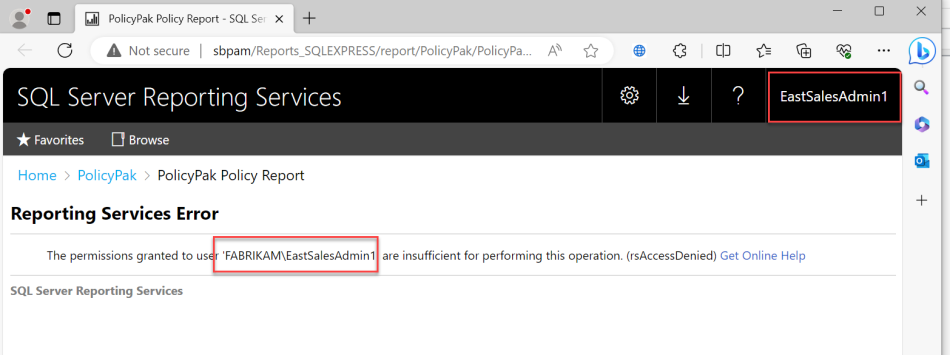 PolicyPak Policy Report - SQL Ser
Not secure | sbpam/Reports_SQLEXPRESS/report/PolicyPak/PolicyPa...
SQL Server Reporting Services
? EastSalesAdmin1
Favorites Browse
Home > PolicyPak > PolicyPak Policy Report
Reporting Services Error
The permissions granted to user 'FABRIKAM\EastSalesAdmin1 are insufficient for performing this operation. (rsAccessDenied) Get Online Help
SQL Server Reporting Services